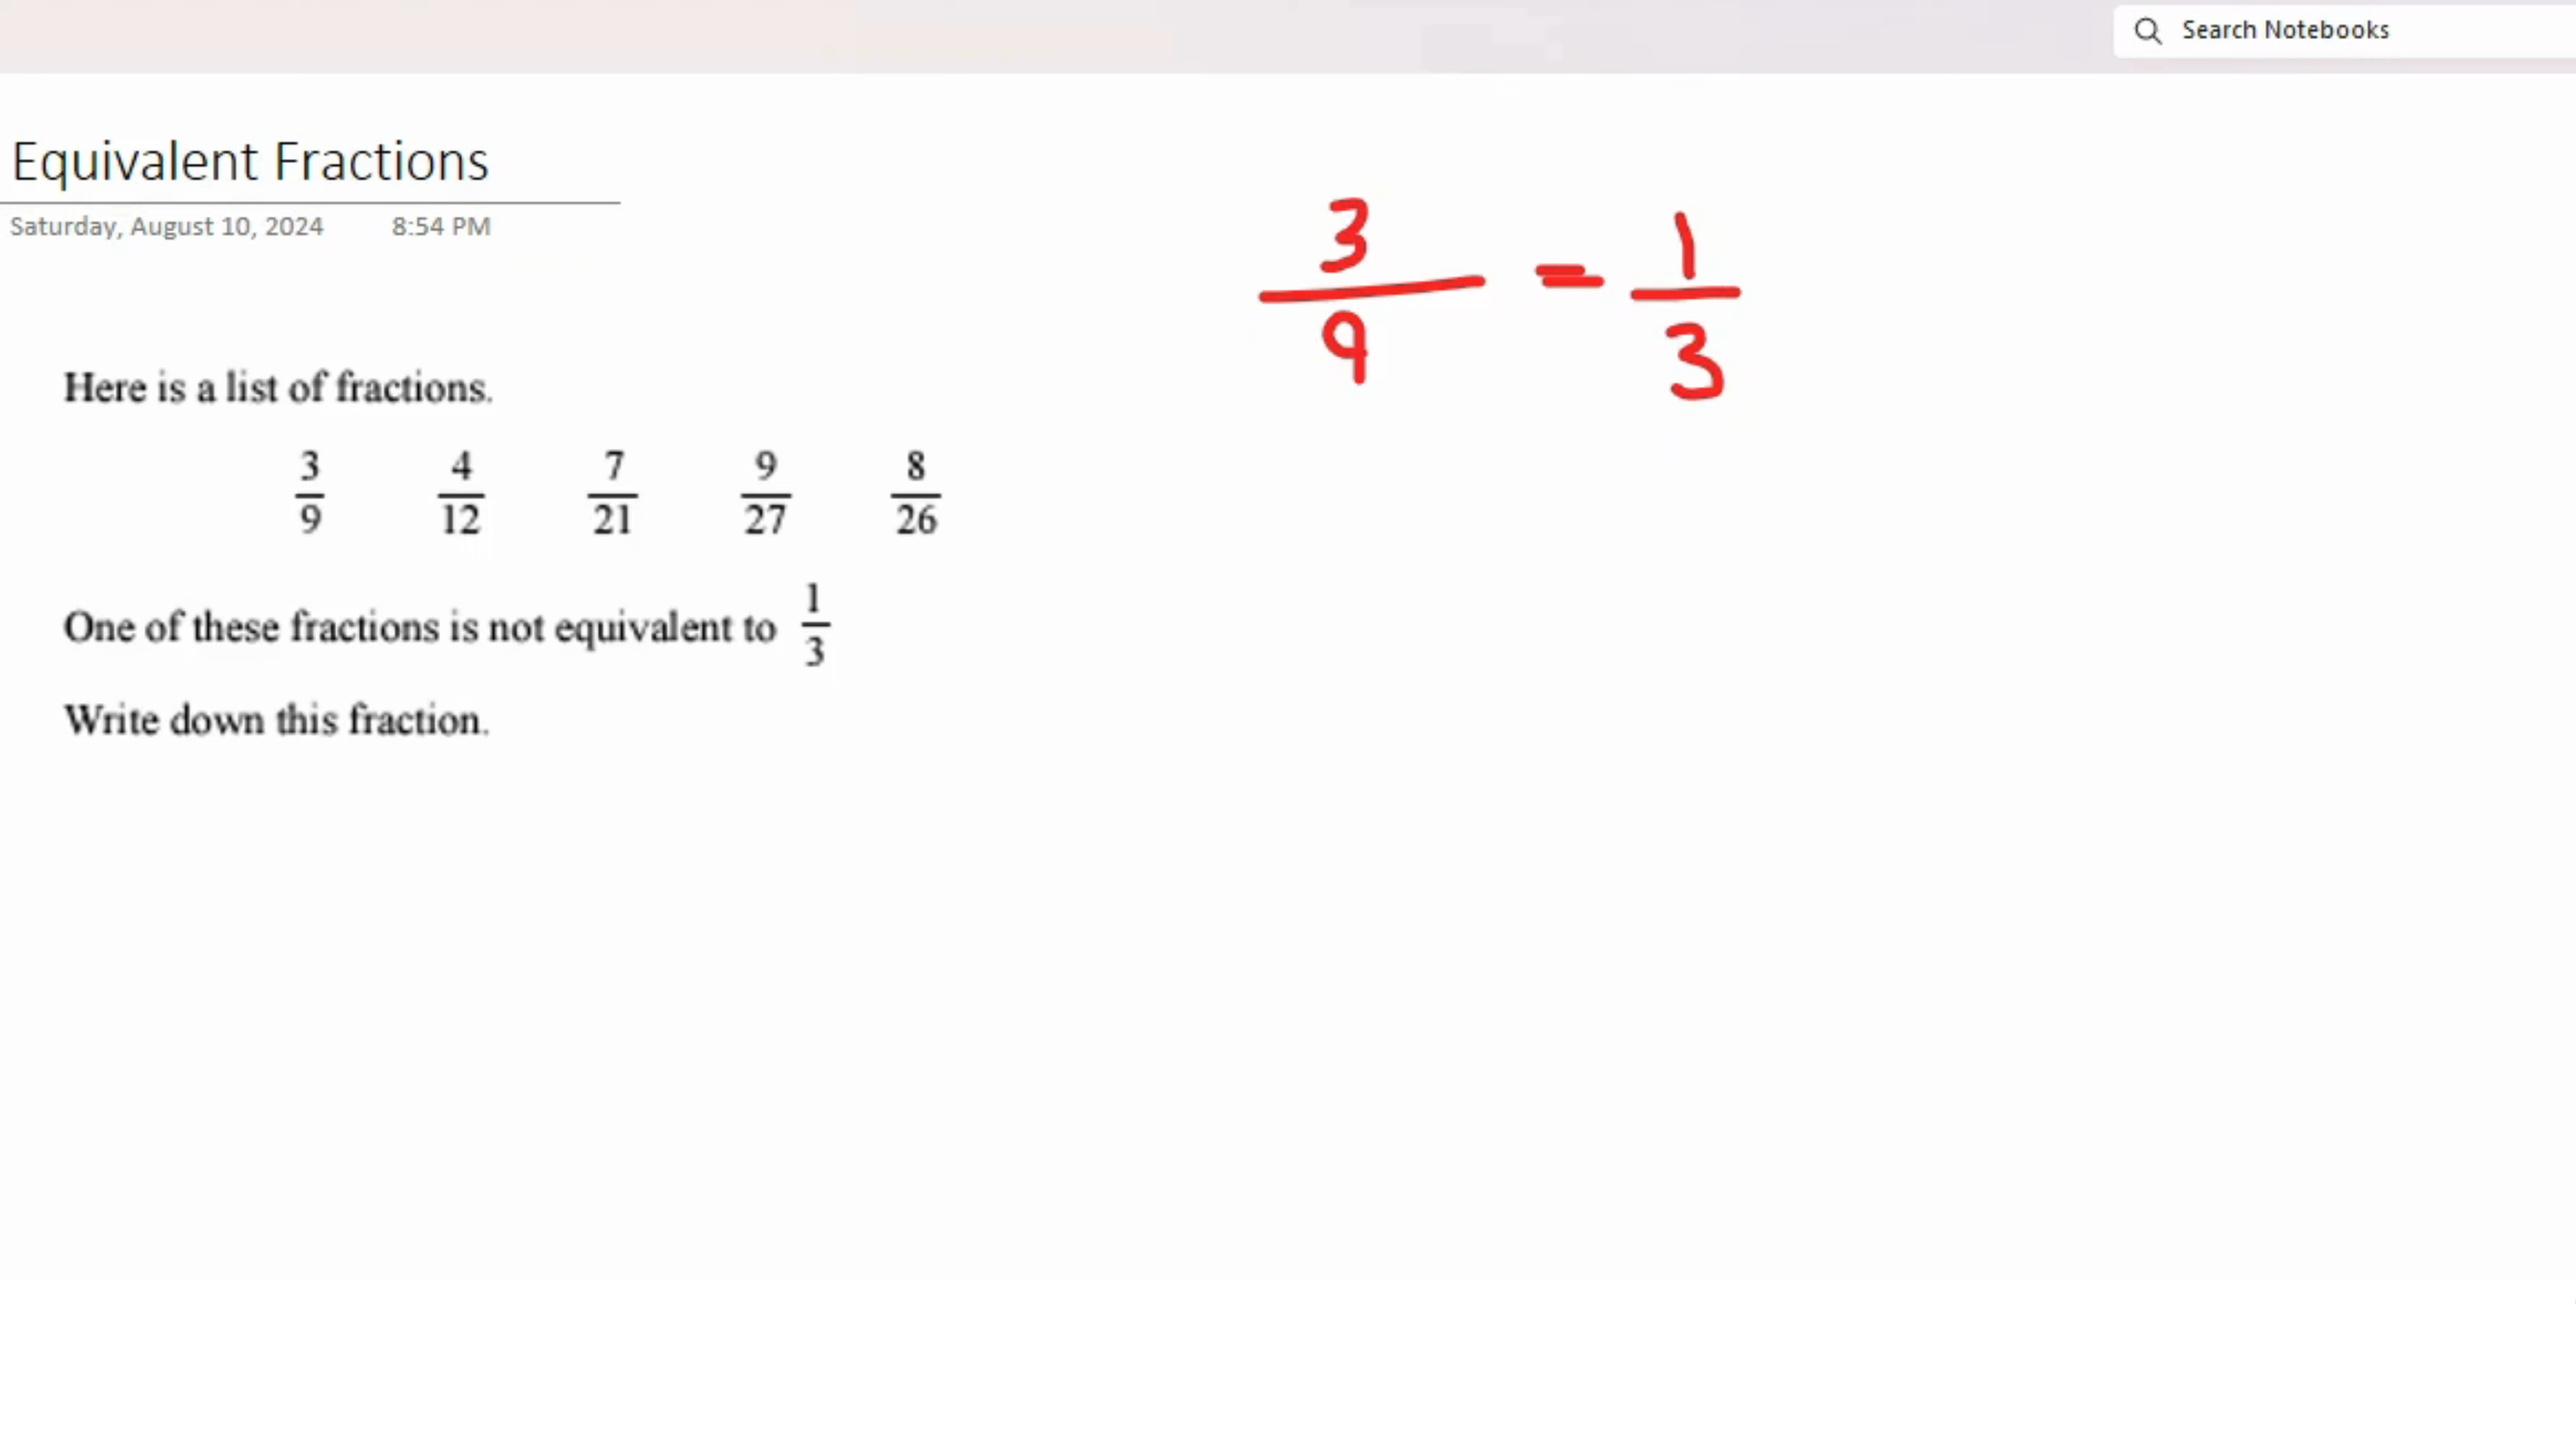 Search Notebooks
Equivalent Fractions
Saturday, August 10, 2024 8:54 PM
3/9 = 1/3
Here is a list of fractions.
3/9 4/12 7/21 9/27 8/26
One of these fractions is not equivalent to 1/3
Write down this fraction.